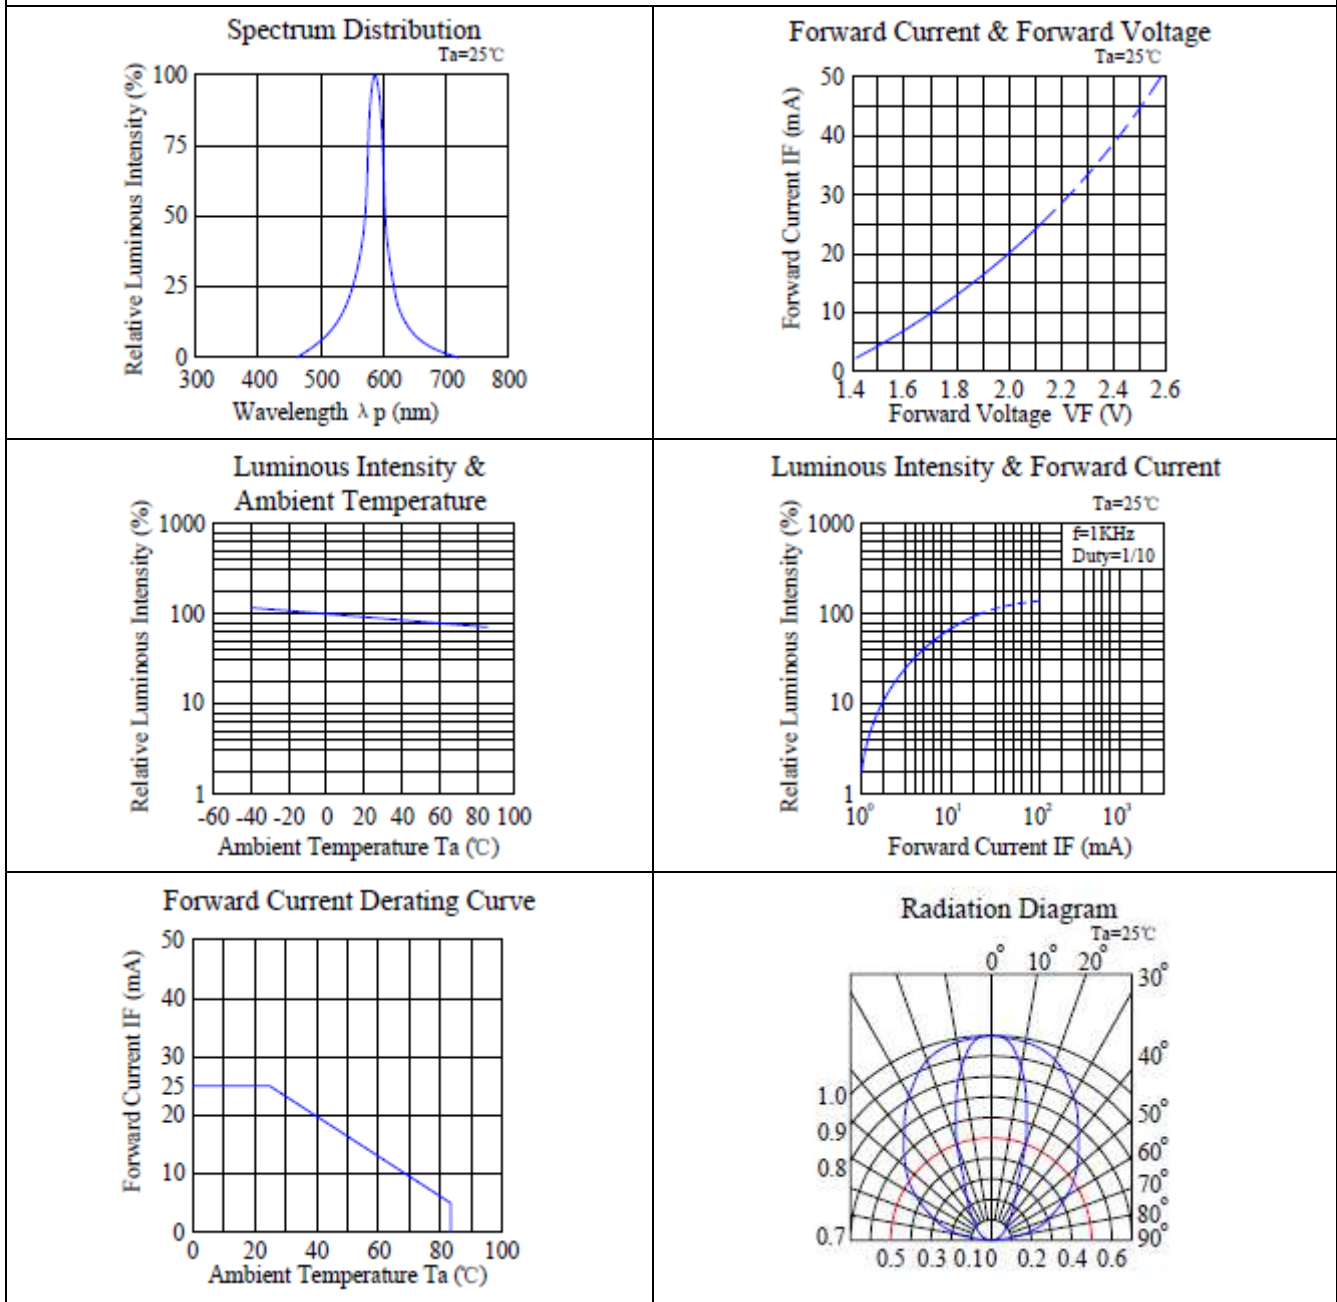 Spectrum Distribution
Ta=25℃
Relative Luminous Intensity (%)
100
75
50
25
0
300 400 500 600 700 800
Wavelength λ p (nm)
Forward Current & Forward Voltage
Ta=25℃
Forward Current IF (mA)
50
40
30
20
10
0
1.4 1.6 1.8 2.0 2.2 2.4 2.6
Forward Voltage VF (V)
Luminous Intensity &
Ambient Temperature
Relative Luminous Intensity (%)
1000
100
10
1
-60 -40 -20 0 20 40 60 80 100
Ambient Temperature Ta (℃)
Luminous Intensity & Forward Current
Ta=25℃
f=1KHz
Duty=1/10
Relative Luminous Intensity (%)
1000
100
10
1
10⁰ 10¹ 10² 10³
Forward Current IF (mA)
Forward Current Derating Curve
Forward Current IF (mA)
50
40
30
25
20
10
0
0 20 40 60 80 100
Ambient Temperature Ta (℃)
Radiation Diagram
Ta=25℃
0° 10° 20°
30°
40°
50°
60°
70°
80°
90°
1.0
0.9
0.8
0.7
0.5 0.3 0.1 0 0.2 0.4 0.6